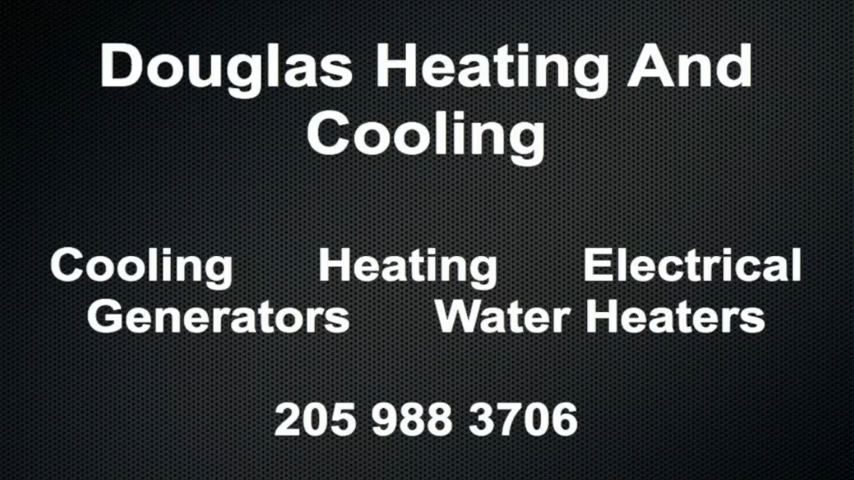 Douglas Heating And
Cooling
Cooling Heating Electrical
Generators Water Heaters
205 988 3706